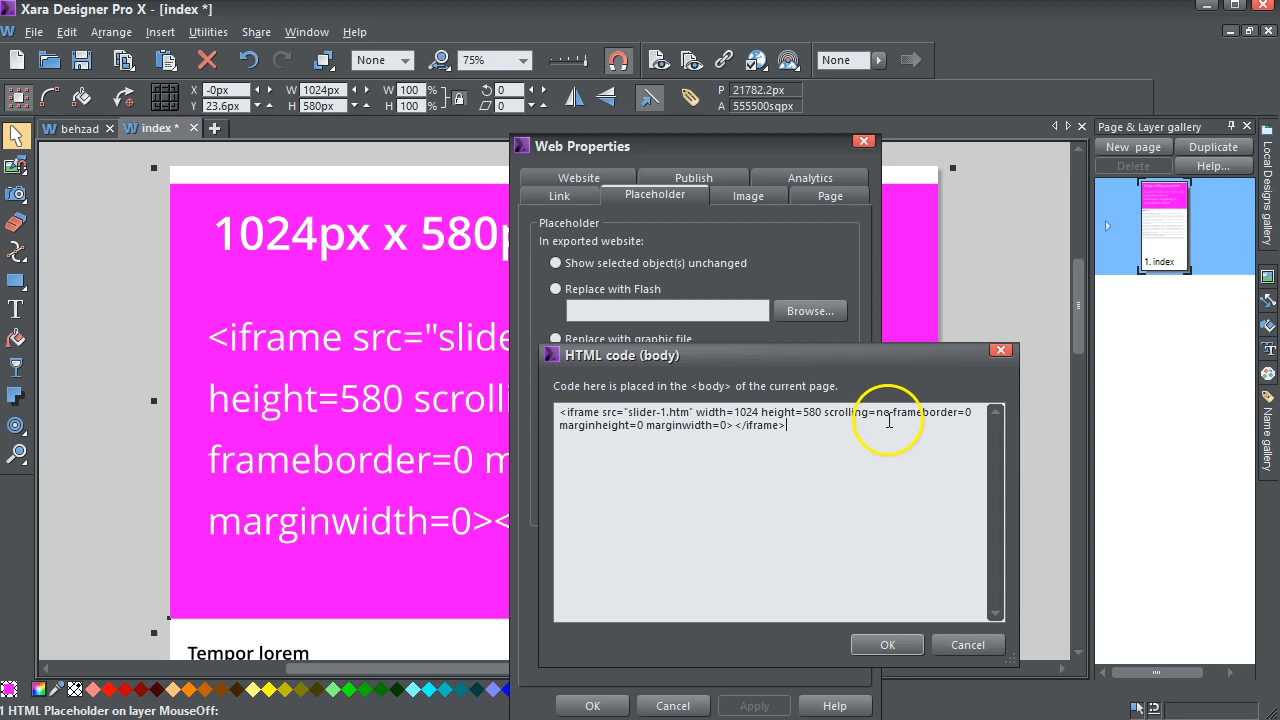 Xara Designer Pro X - [index *]
File Edit Arrange Insert Utilities Share Window Help
None 75% None
X -0px W 1024px W 100 % 0 P 21782.2px
Y 23.6px H 580px H 100 % 0 A 555500sqpx
behzad index *
Page & Layer gallery
New page Duplicate
Delete Help...
1. index
Local Designs gallery
Name gallery
1024px x 580p
<iframe src="slide
height=580 scrolli
frameborder=0 m
marginwidth=0><
Tempor lorem
Web Properties
Website Publish Analytics
Link Placeholder Image Page
Placeholder
In exported website:
Show selected object(s) unchanged
Replace with Flash
Browse...
Replace with graphic file
HTML code (body)
Code here is placed in the <body> of the current page.
<iframe src="slider-1.htm" width=1024 height=580 scrolling=no frameborder=0
marginheight=0 marginwidth=0></iframe>
OK Cancel
OK Cancel Apply Help
1 HTML Placeholder on layer MouseOff: